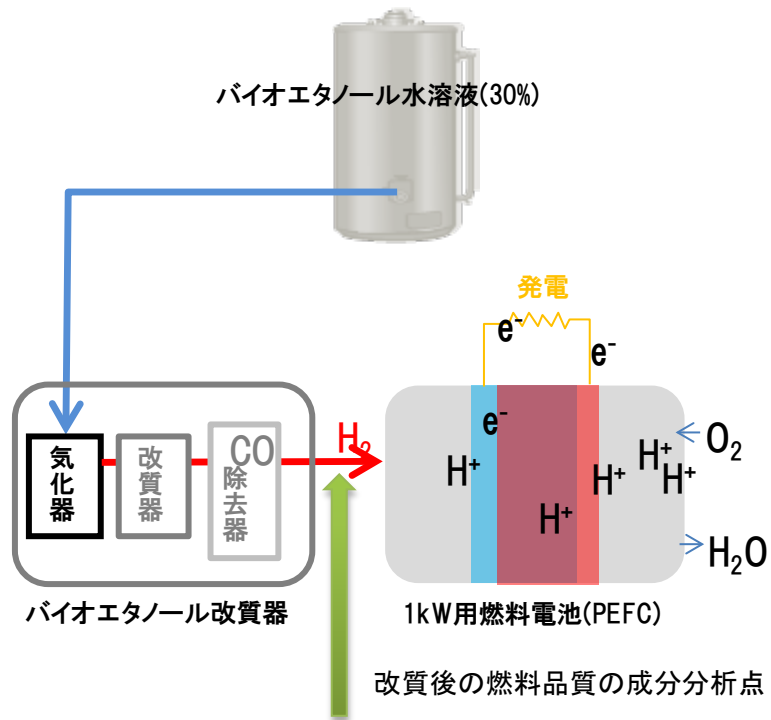 バイオエタノール水溶液(30%)
発電
e⁻
e⁻
e⁻
気化器
改質器
CO除去器
H₂
H⁺
H⁺
H⁺
H⁺
H⁺
O₂
H₂O
バイオエタノール改質器
1kW用燃料電池(PEFC)
改質後の燃料品質の成分分析点